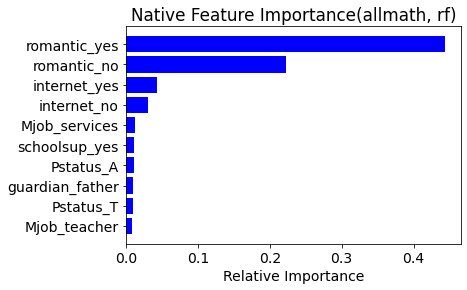 Native Feature Importance(allmath, rf)
romantic_yes
romantic_no
internet_yes
internet_no
Mjob_services
schoolsup_yes
Pstatus_A
guardian_father
Pstatus_T
Mjob_teacher
0.0 0.1 0.2 0.3 0.4
Relative Importance